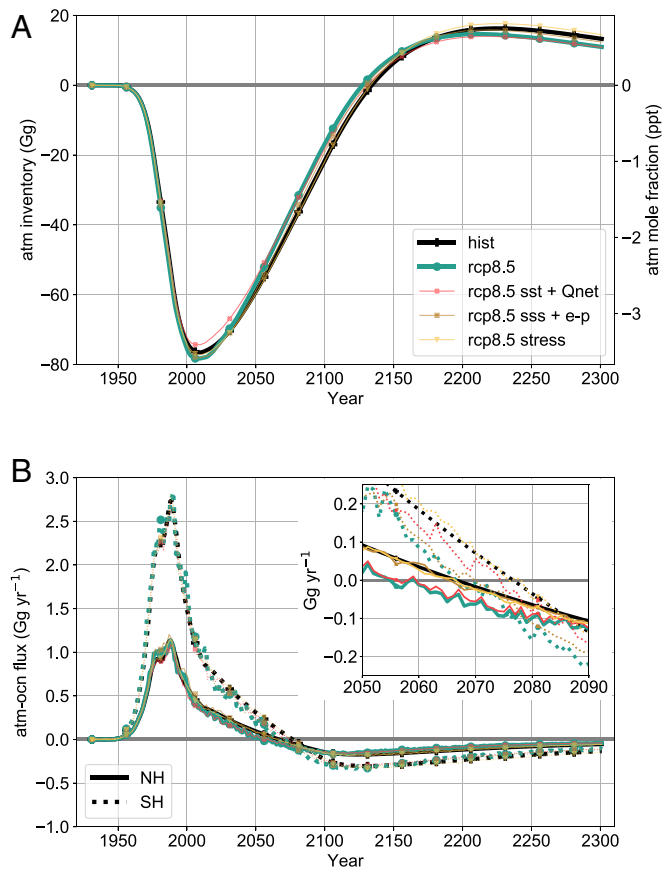 A
20
0
−20
−40
−60
−80
atm inventory (Gg)
0
−1
−2
−3
atm mole fraction (ppt)
hist
rcp8.5
rcp8.5 sst + Qnet
rcp8.5 sss + e-p
rcp8.5 stress
1950 2000 2050 2100 2150 2200 2250 2300
Year
B
3.0
2.5
2.0
1.5
1.0
0.5
0.0
−0.5
−1.0
atm-ocn flux (Gg yr⁻¹)
0.2
0.1
0.0
−0.1
−0.2
Gg yr⁻¹
2050 2060 2070 2080 2090
NH
SH
1950 2000 2050 2100 2150 2200 2250 2300
Year